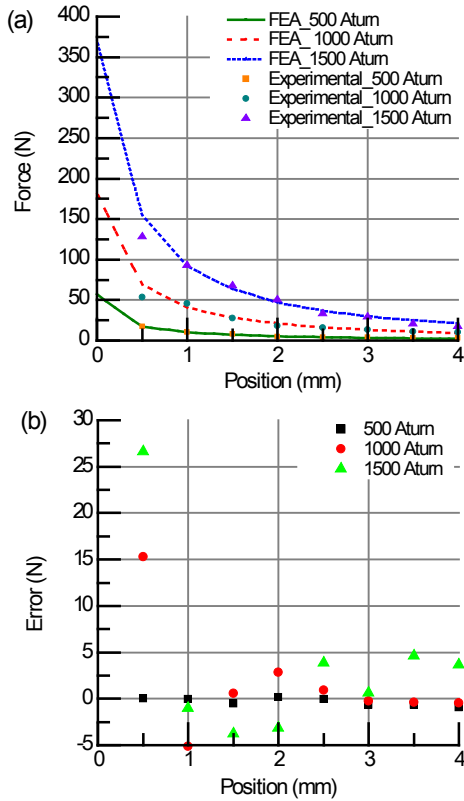 (a)
FEA_500 Aturn
FEA_1000 Aturn
FEA_1500 Aturn
Experimental_500 Aturn
Experimental_1000 Aturn
Experimental_1500 Aturn
400
350
300
250
200
150
100
50
0
Force (N)
0 1 2 3 4
Position (mm)
(b)
500 Aturn
1000 Aturn
1500 Aturn
30
25
20
15
10
5
0
-5
Error (N)
0 1 2 3 4
Position (mm)